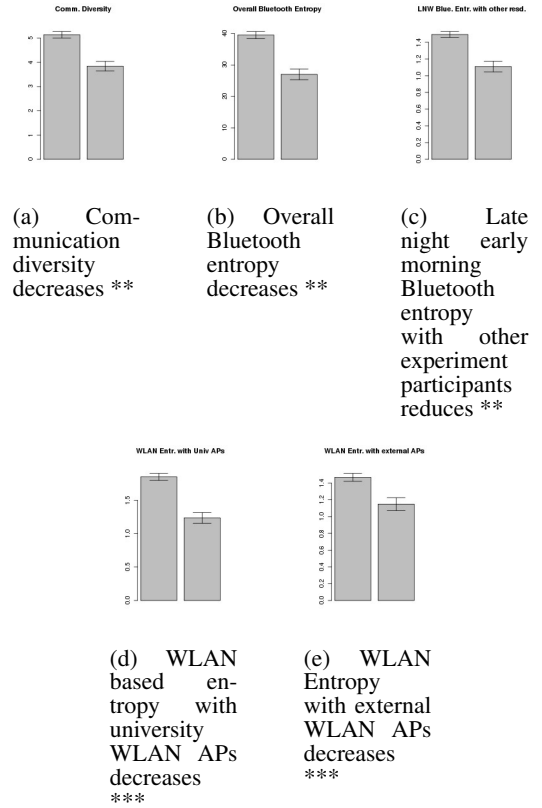 Comm. Diversity
0 1 2 3 4 5
(a) Com-
munication
diversity
decreases **
Overall Bluetooth Entropy
0 10 20 30 40
(b) Overall
Bluetooth
entropy
decreases **
LNW Blue. Entr. with other resd.
0.0 0.2 0.4 0.6 0.8 1.0 1.2 1.4
(c) Late
night early
morning
Bluetooth
entropy
with other
experiment
participants
reduces **
WLAN Entr. with Univ APs
0.0 0.5 1.0 1.5
(d) WLAN
based en-
tropy with
university
WLAN APs
decreases
***
WLAN Entr. with external APs
0.0 0.2 0.4 0.6 0.8 1.0 1.2 1.4
(e) WLAN
Entropy
with external
WLAN APs
decreases
***